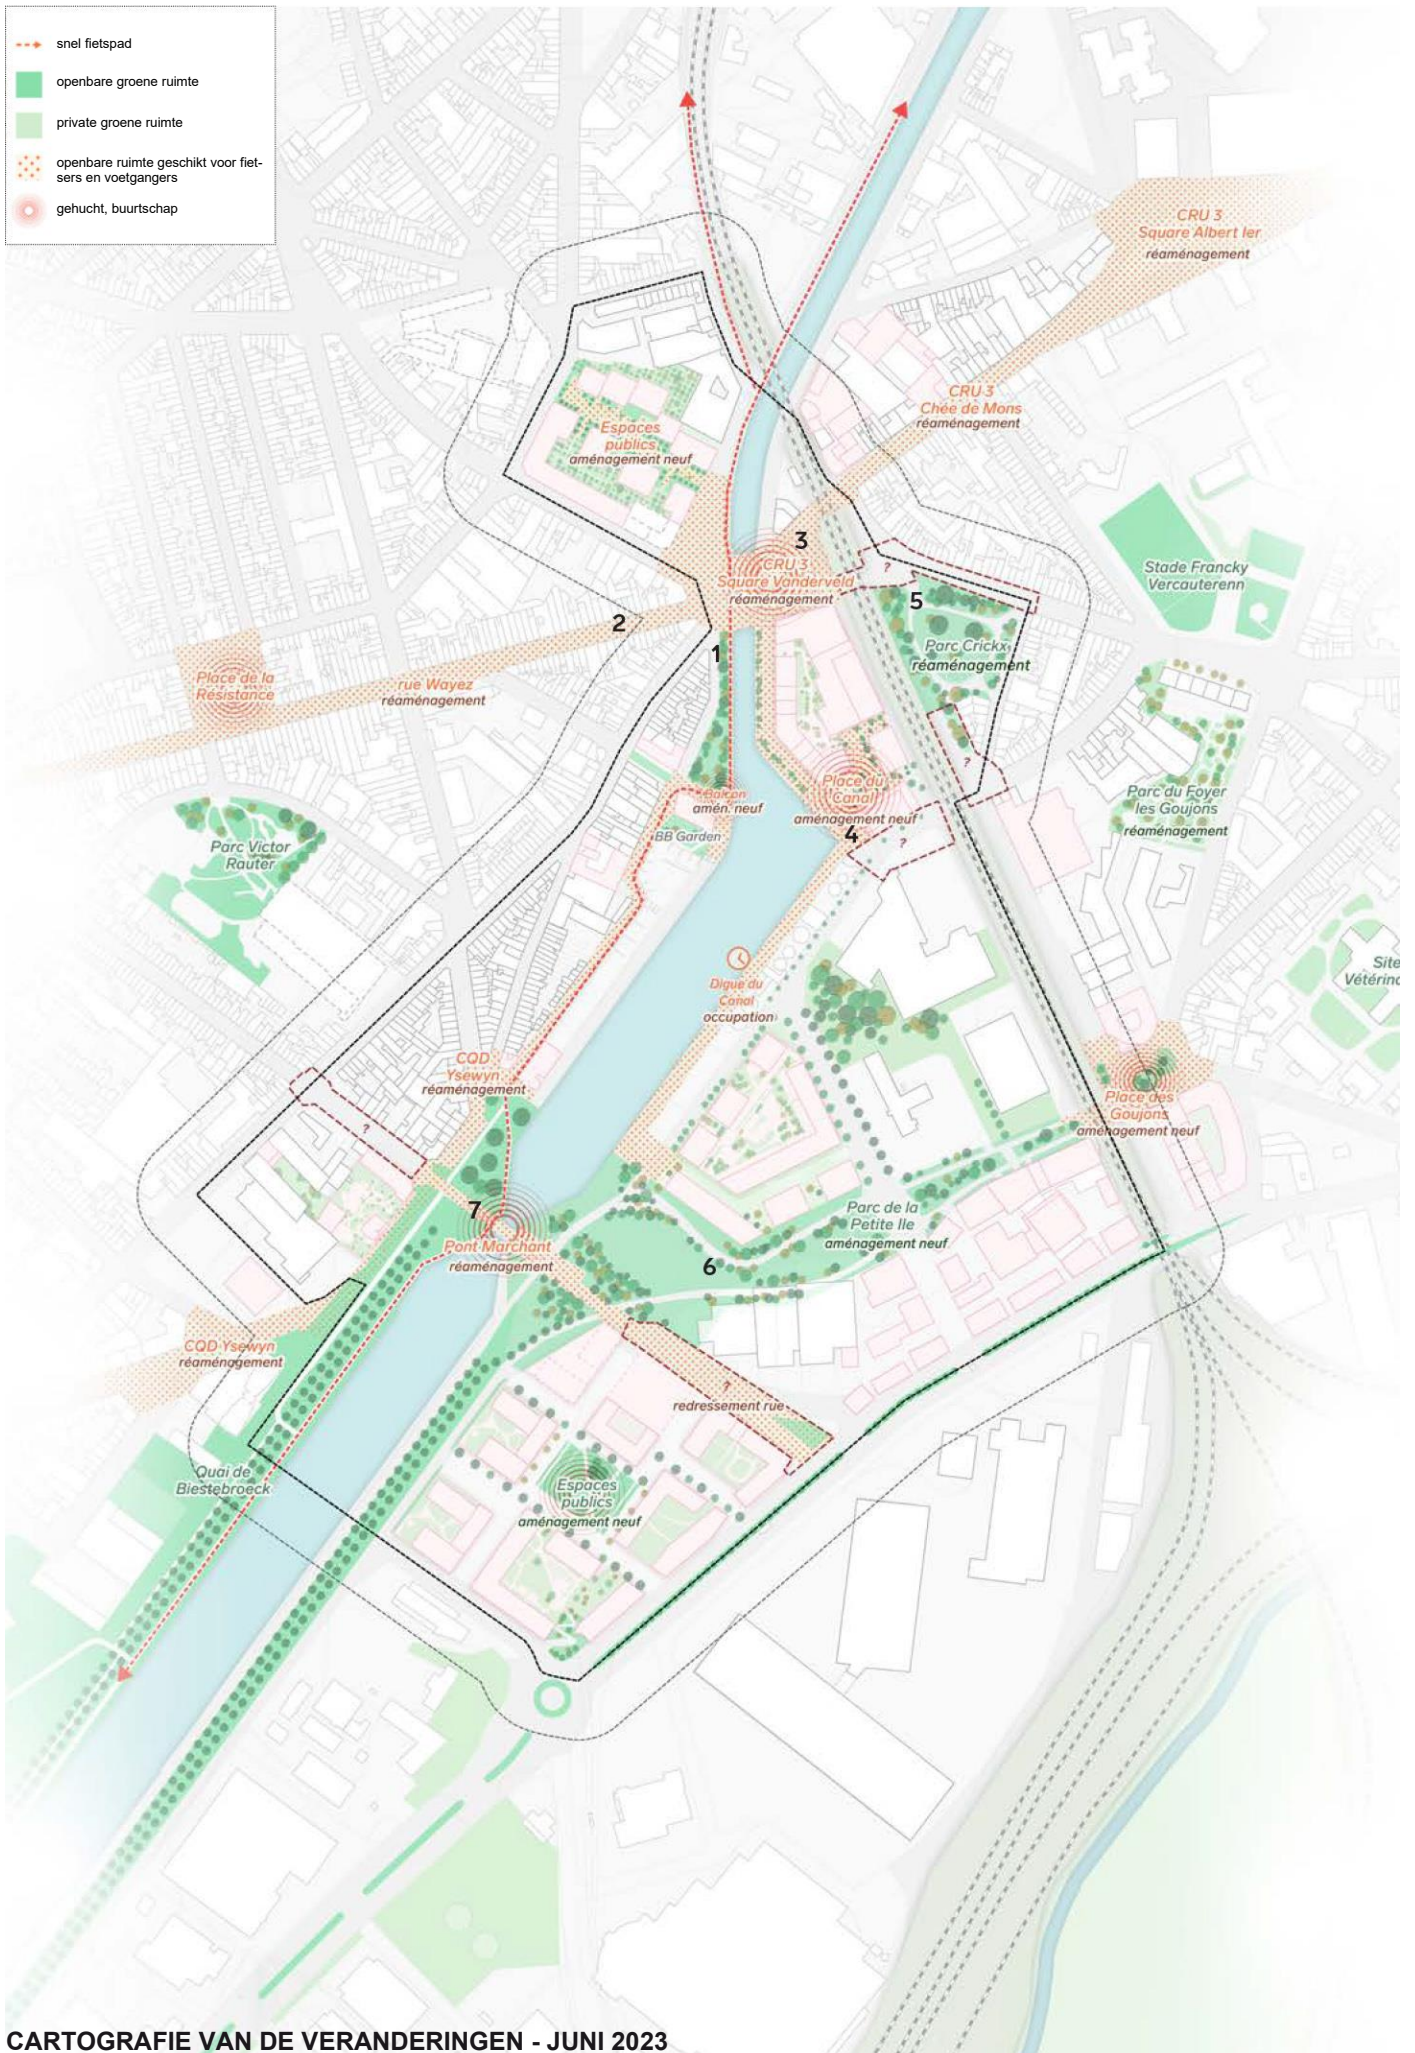 snel fietspad
openbare groene ruimte
private groene ruimte
openbare ruimte geschikt voor fiet-
sers en voetgangers
gehucht, buurtschap
CRU 3
Square Albert Ier
réaménagement
CRU 3
Chée de Mons
réaménagement
Espaces
publics
aménagement neuf
3
CRU 3
Square Vanderveld
réaménagement
?
Stade Francky
Vercauterenn
5
2
1
Parc Crickx
réaménagement
Place de la
Résistance
rue Wayez
réaménagement
?
Place du
Canal
aménagement neuf
Balcon
amén. neuf
Parc du Foyer
les Goujons
réaménagement
BB Garden
4
?
Parc Victor
Rauter
Digue du
Canal
occupation
Site
Vétérina
CQD
Ysewyn
réaménagement
Place des
Goujons
aménagement neuf
?
7
Parc de la
Petite Ile
aménagement neuf
Pont Marchant
réaménagement
6
CQD Ysewyn
réaménagement
?
redressement rue
Quai de
Biestebroeck
Espaces
publics
aménagement neuf
CARTOGRAFIE VAN DE VERANDERINGEN - JUNI 2023